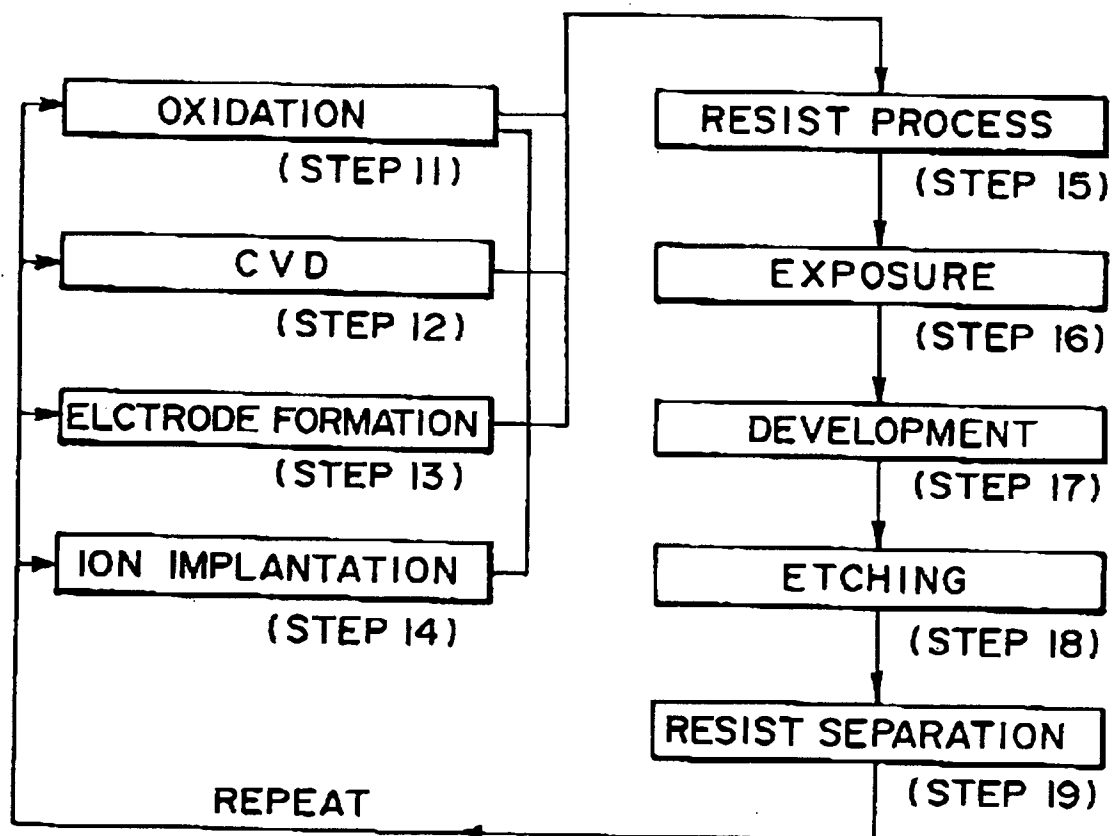 OXIDATION
(STEP 11)
CVD
(STEP 12)
ELCTRODE FORMATION
(STEP 13)
ION IMPLANTATION
(STEP 14)
RESIST PROCESS
(STEP 15)
EXPOSURE
(STEP 16)
DEVELOPMENT
(STEP 17)
ETCHING
(STEP 18)
RESIST SEPARATION
(STEP 19)
REPEAT